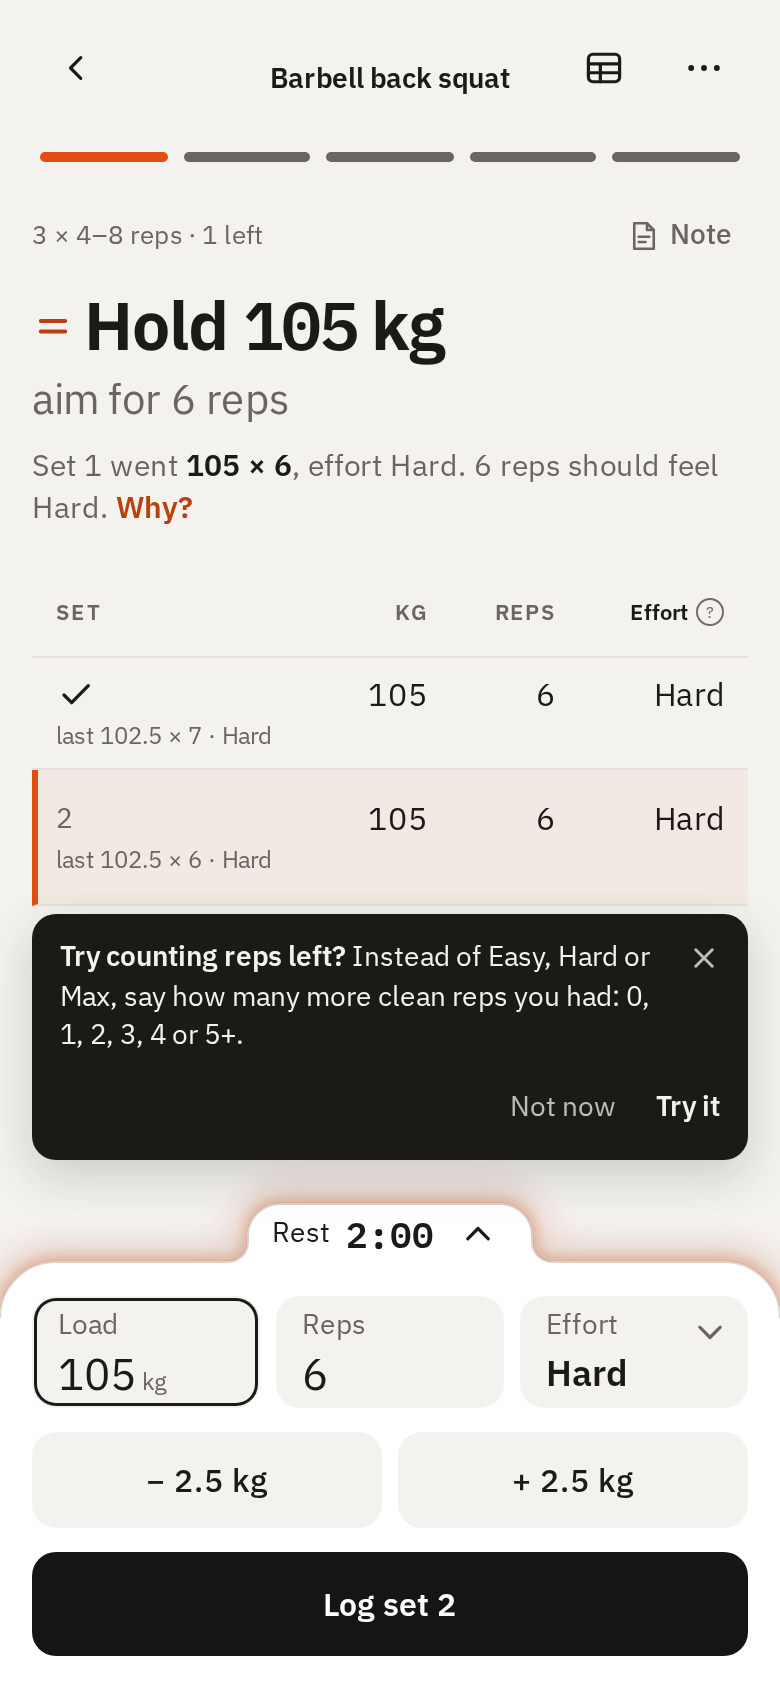 Barbell back squat
3 × 4–8 reps · 1 left
Note
= Hold 105 kg
aim for 6 reps
Set 1 went 105 × 6, effort Hard. 6 reps should feel
Hard. Why?
SET KG REPS Effort ?
105 6 Hard
last 102.5 × 7 · Hard
2 105 6 Hard
last 102.5 × 6 · Hard
Try counting reps left? Instead of Easy, Hard or
Max, say how many more clean reps you had: 0,
1, 2, 3, 4 or 5+.
Not now Try it
Rest 2:00
Load Reps Effort
105 kg 6 Hard
− 2.5 kg + 2.5 kg
Log set 2